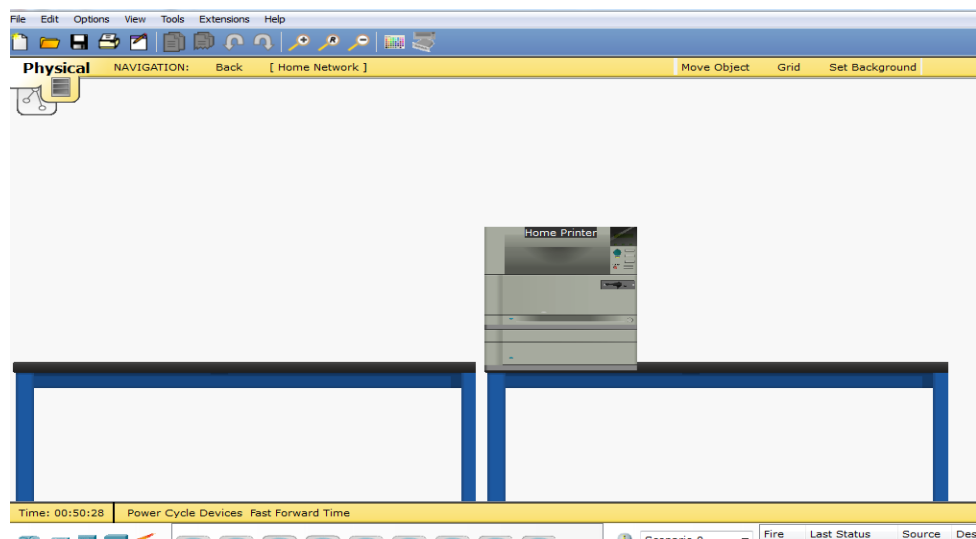 File Edit Options View Tools Extensions Help
Physical NAVIGATION: Back [ Home Network ] Move Object Grid Set Background
Home Printer
Time: 00:50:28 Power Cycle Devices Fast Forward Time
Fire Last Status Source